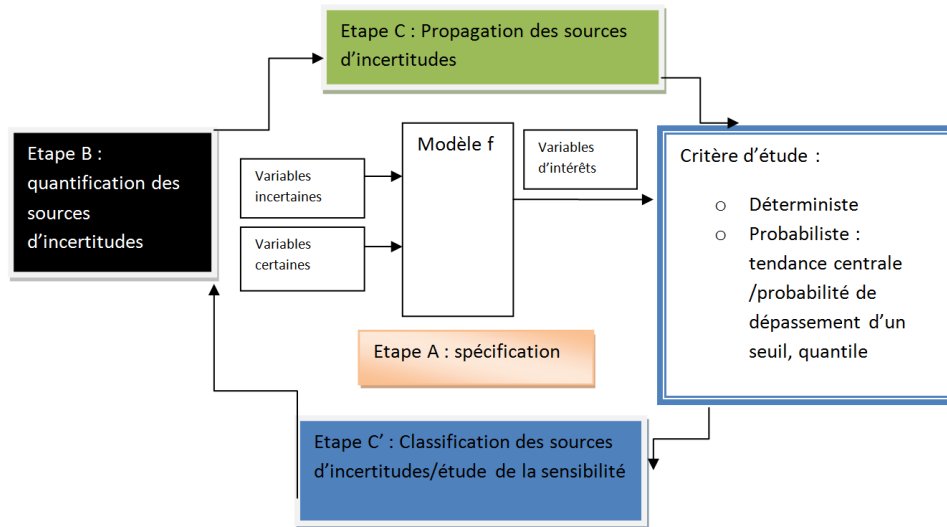 Etape C : Propagation des sources
d’incertitudes
Etape B :
quantification des
sources
d’incertitudes
Variables
incertaines
Variables
certaines
Modèle f
Variables
d’intérêts
Critère d’étude :
o Déterministe
o Probabiliste :
tendance centrale
/probabilité de
dépassement d’un
seuil, quantile
Etape A : spécification
Etape C’ : Classification des sources
d’incertitudes/étude de la sensibilité